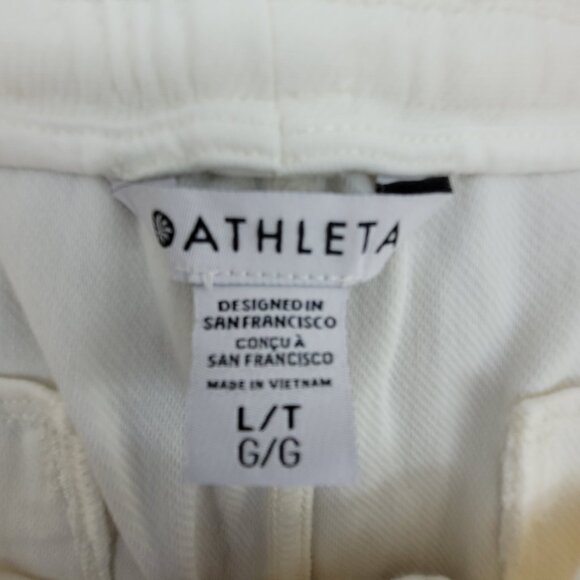 ATHLETA
DESIGNED IN
SAN FRANCISCO
CONÇU À
SAN FRANCISCO
MADE IN VIETNAM
L/T
G/G